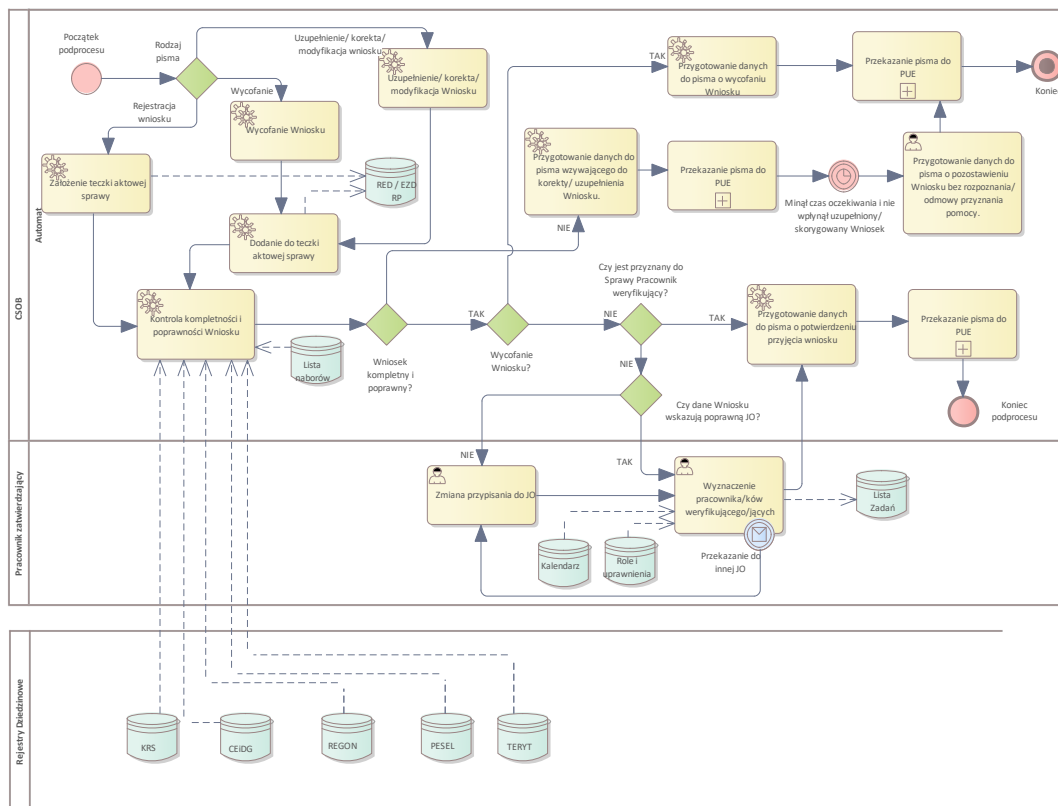 CSOB
Automat
Pracownik zatwierdzający
Rejestry Dziedzinowe
Początek
podprocesu
Rodzaj
pisma
Uzupełnienie/ korekta/
modyfikacja wniosku
Wycofanie
Rejestracja
wniosku
Uzupełnienie/ korekta/
modyfikacja Wniosku
Wycofanie Wniosku
Założenie teczki aktowej
sprawy
RED / EZD
RP
Dodanie do teczki
aktowej sprawy
Kontrola kompletności i
poprawności Wniosku
Lista
naborów
Wniosek
kompletny i
poprawny?
NIE
TAK
Przygotowanie danych do
pisma wzywającego do
korekty/ uzupełnienia
Wniosku.
Przekazanie pisma do
PUE
Minął czas oczekiwania i nie
wpłynął uzupełniony/
skorygowany Wniosek
Przygotowanie danych do
pisma o pozostawieniu
Wniosku bez rozpoznania/
odmowy przyznania
pomocy.
Wycofanie
Wniosku?
TAK
Przygotowanie danych
do pisma o wycofaniu
Wniosku
Przekazanie pisma do
PUE
Koniec
NIE
Czy jest przyznany do
Sprawy Pracownik
weryfikujący?
TAK
Przygotowanie danych
do pisma o potwierdzeniu
przyjęcia wniosku
Przekazanie pisma do
PUE
Koniec
podprocesu
NIE
Czy dane Wniosku
wskazują poprawną JO?
NIE
TAK
Zmiana przypisania do JO
Wyznaczenie
pracownika/ków
weryfikującego/jących
Lista
Zadań
Kalendarz
Role i
uprawnienia
Przekazanie do
innej JO
KRS
CEiDG
REGON
PESEL
TERYT